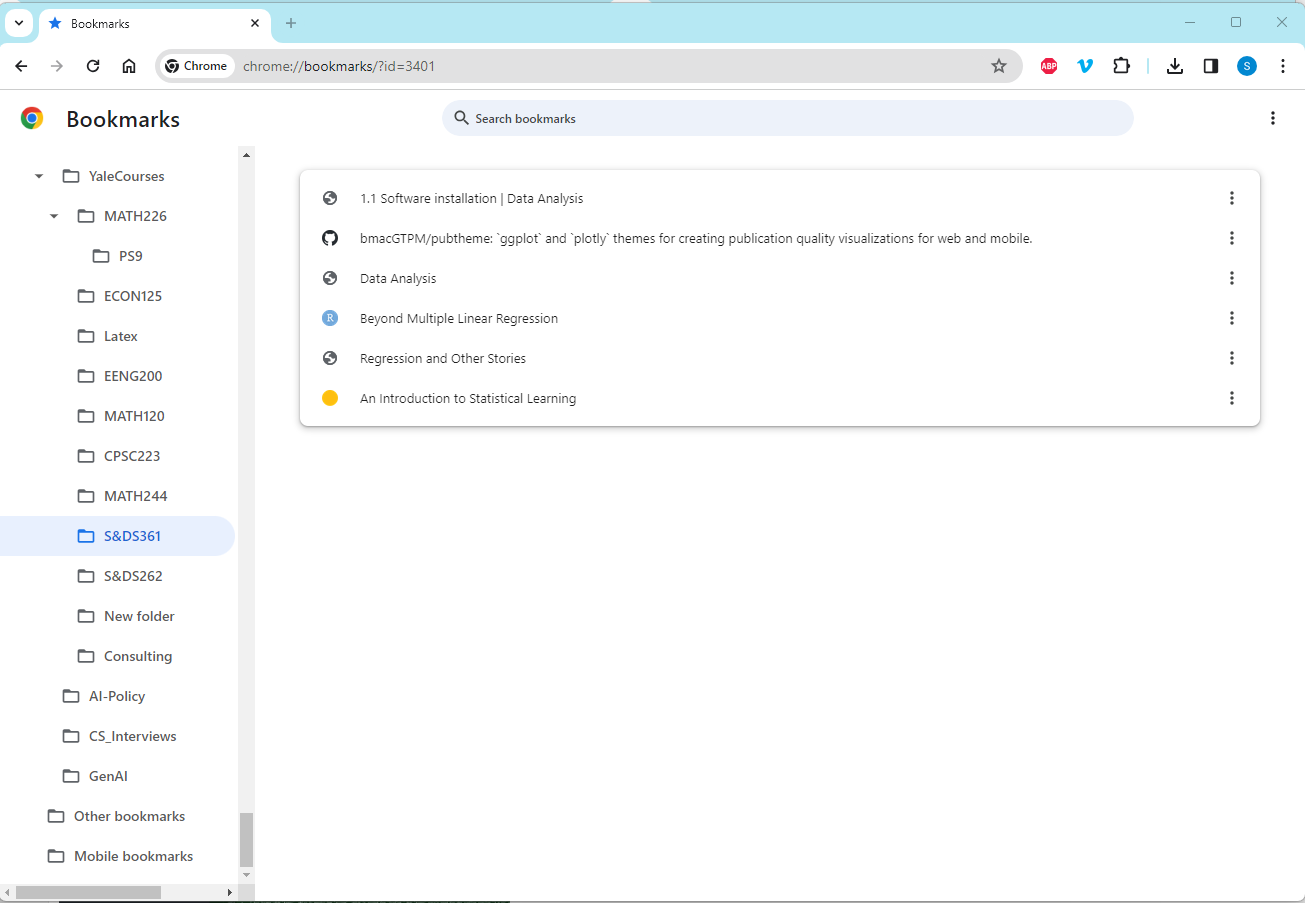 Bookmarks
Chrome
chrome://bookmarks/?id=3401
ABP
S
Bookmarks
Search bookmarks
YaleCourses
MATH226
PS9
ECON125
Latex
EENG200
MATH120
CPSC223
MATH244
S&DS361
S&DS262
New folder
Consulting
AI-Policy
CS_Interviews
GenAI
Other bookmarks
Mobile bookmarks
1.1 Software installation | Data Analysis
bmacGTPM/pubtheme: `ggplot` and `plotly` themes for creating publication quality visualizations for web and mobile.
Data Analysis
R
Beyond Multiple Linear Regression
Regression and Other Stories
An Introduction to Statistical Learning